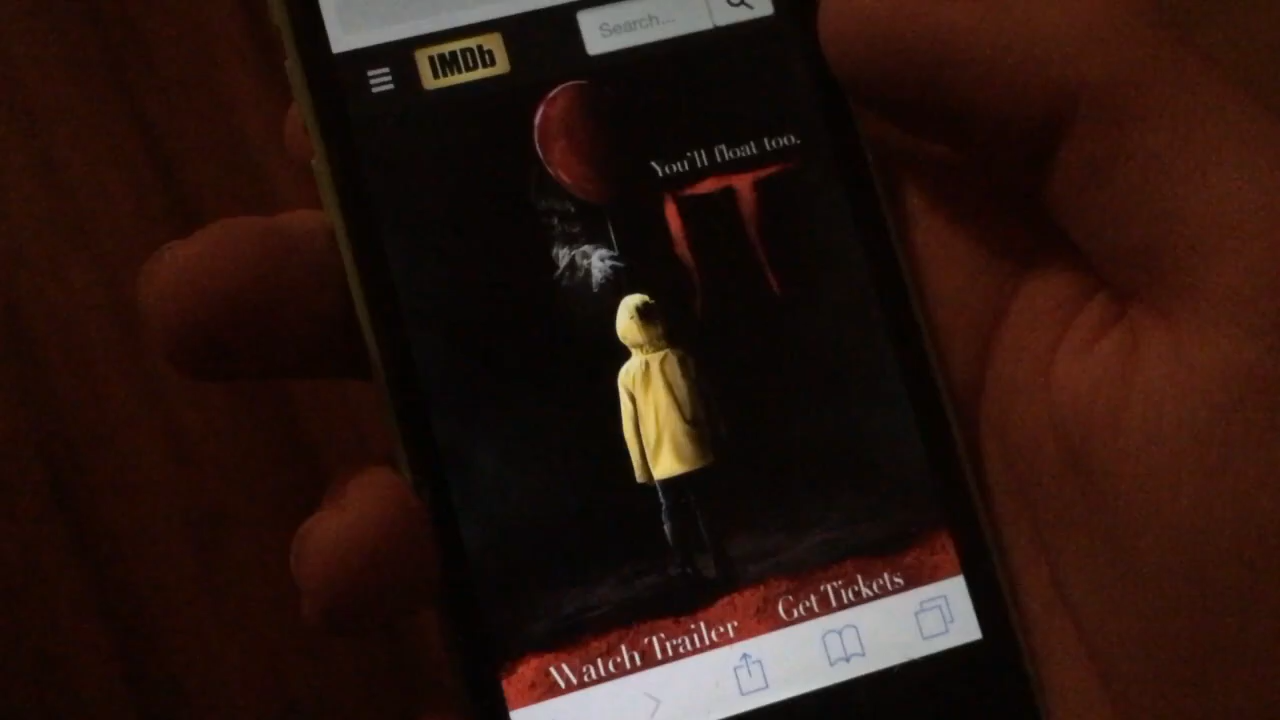 Search...
IMDb
You'll float too.
IT
Watch Trailer
Get Tickets